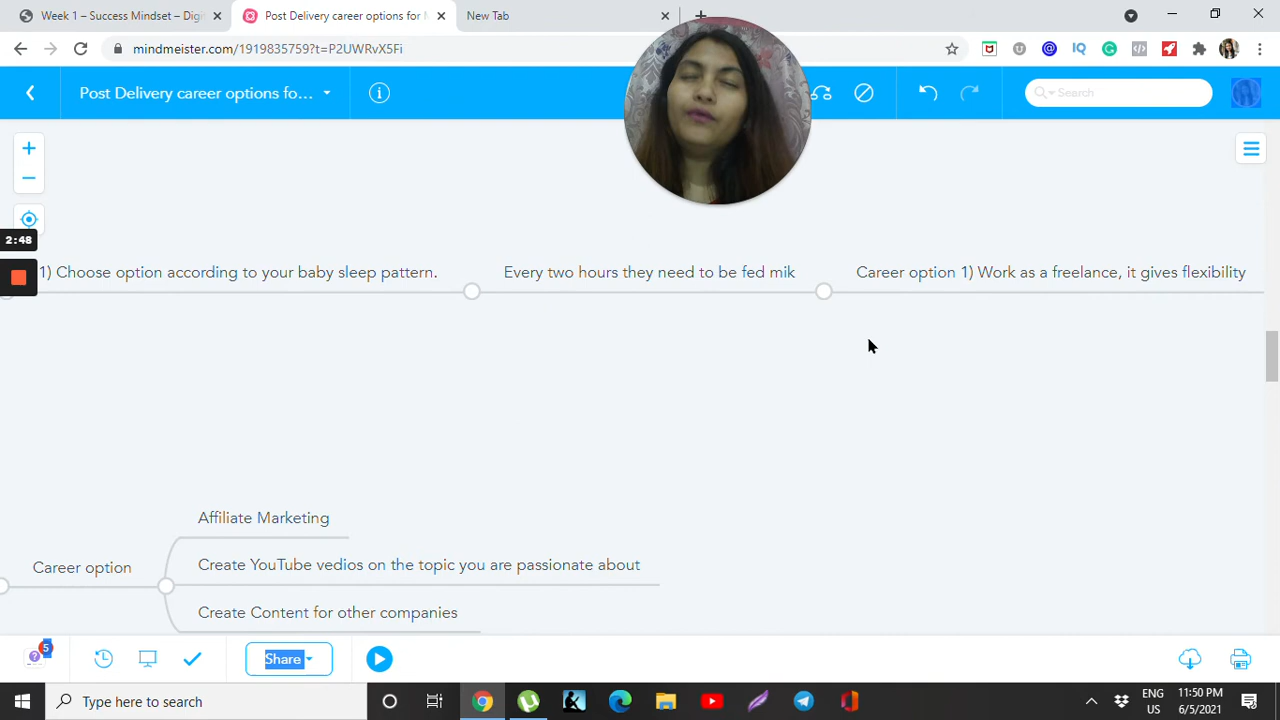 Week 1 – Success Mindset – Digi
Post Delivery career options for M
New Tab
mindmeister.com/1919835759?t=P2UWRvX5Fi
IQ
Post Delivery career options fo...
Search
2:48
1) Choose option according to your baby sleep pattern.
Every two hours they need to be fed mik
Career option 1) Work as a freelance, it gives flexibility
Affiliate Marketing
Career option
Create YouTube vedios on the topic you are passionate about
Create Content for other companies
5
Share
Type here to search
ENG
US
11:50 PM
6/5/2021